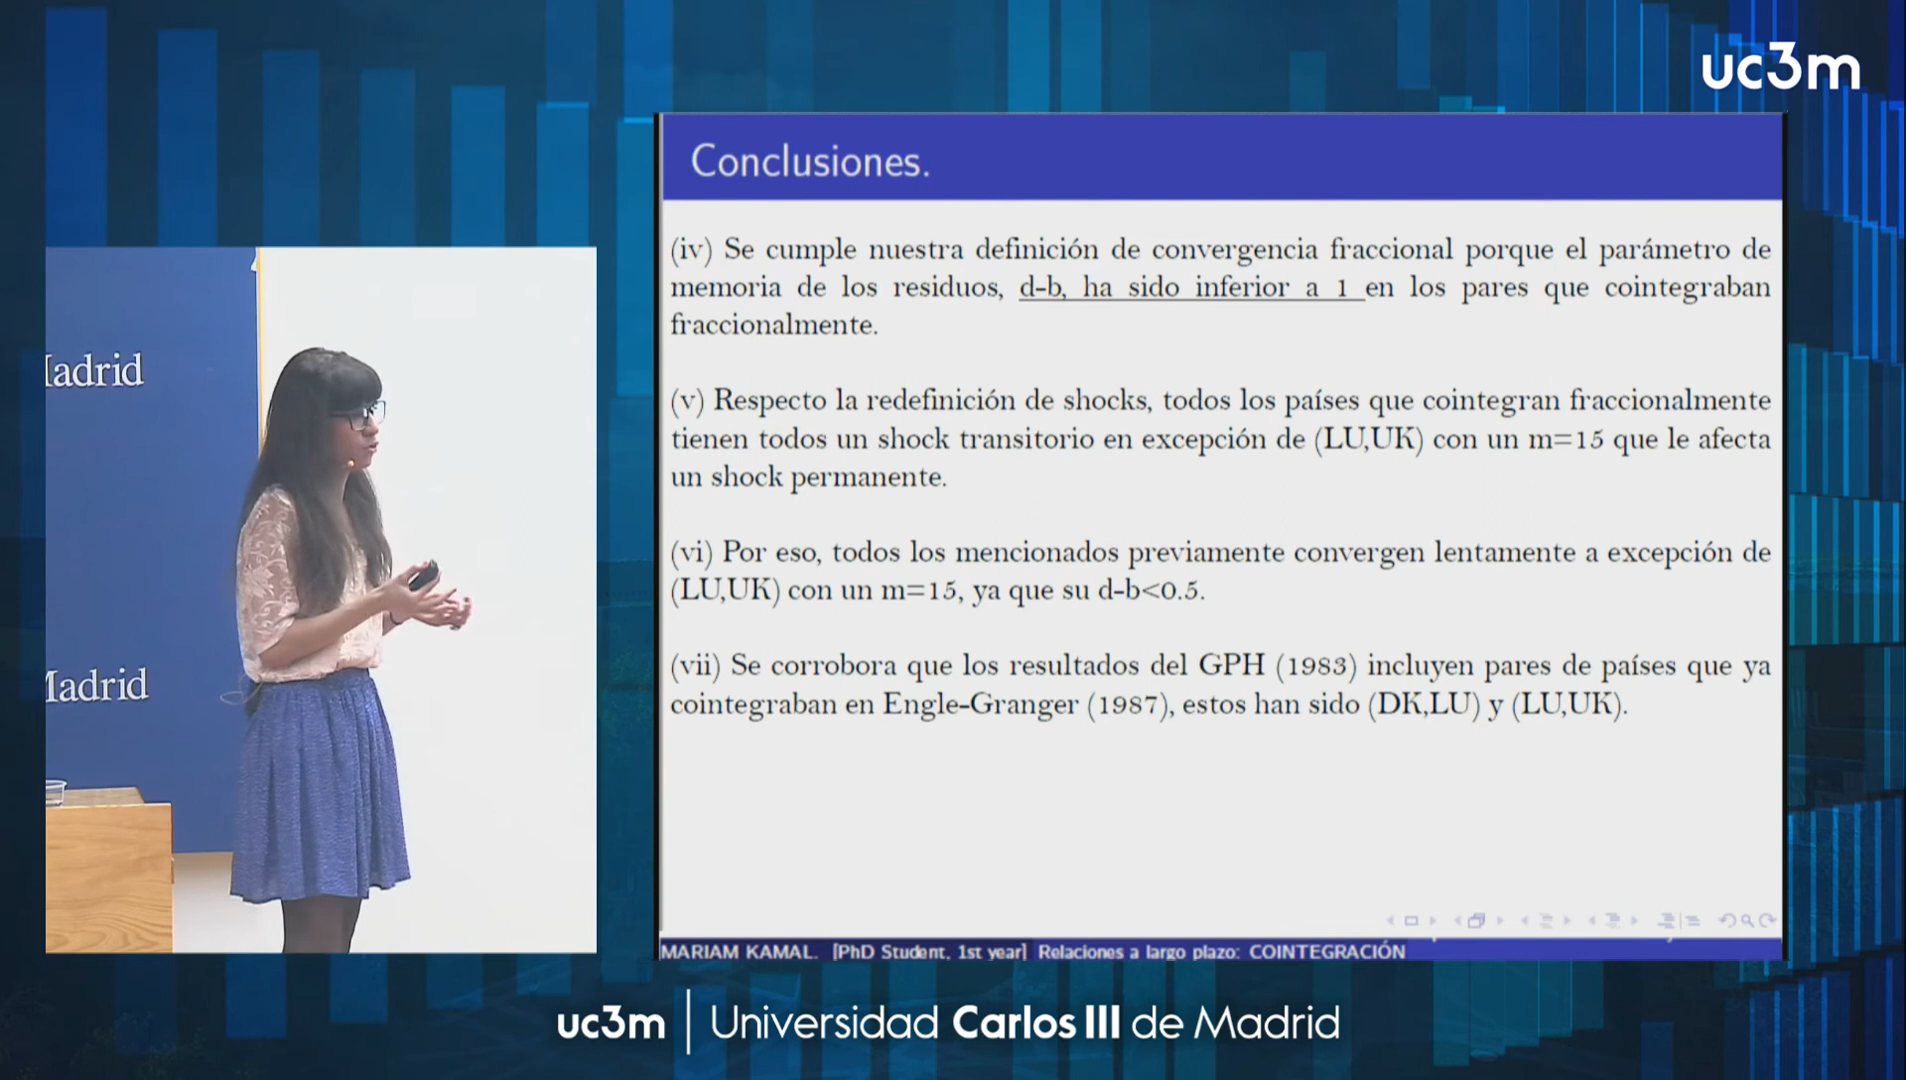 uc3m
Conclusiones.
(iv) Se cumple nuestra definición de convergencia fraccional porque el parámetro de
memoria de los residuos, d-b, ha sido inferior a 1 en los pares que cointegraban
fraccionalmente.
(v) Respecto la redefinición de shocks, todos los países que cointegran fraccionalmente
tienen todos un shock transitorio en excepción de (LU,UK) con un m=15 que le afecta
un shock permanente.
(vi) Por eso, todos los mencionados previamente convergen lentamente a excepción de
(LU,UK) con un m=15, ya que su d-b<0.5.
(vii) Se corrobora que los resultados del GPH (1983) incluyen pares de países que ya
cointegraban en Engle-Granger (1987), estos han sido (DK,LU) y (LU,UK).
MARIAM KAMAL. [PhD Student, 1st year] Relaciones a largo plazo: COINTEGRACIÓN
adrid
adrid
uc3m | Universidad Carlos III de Madrid